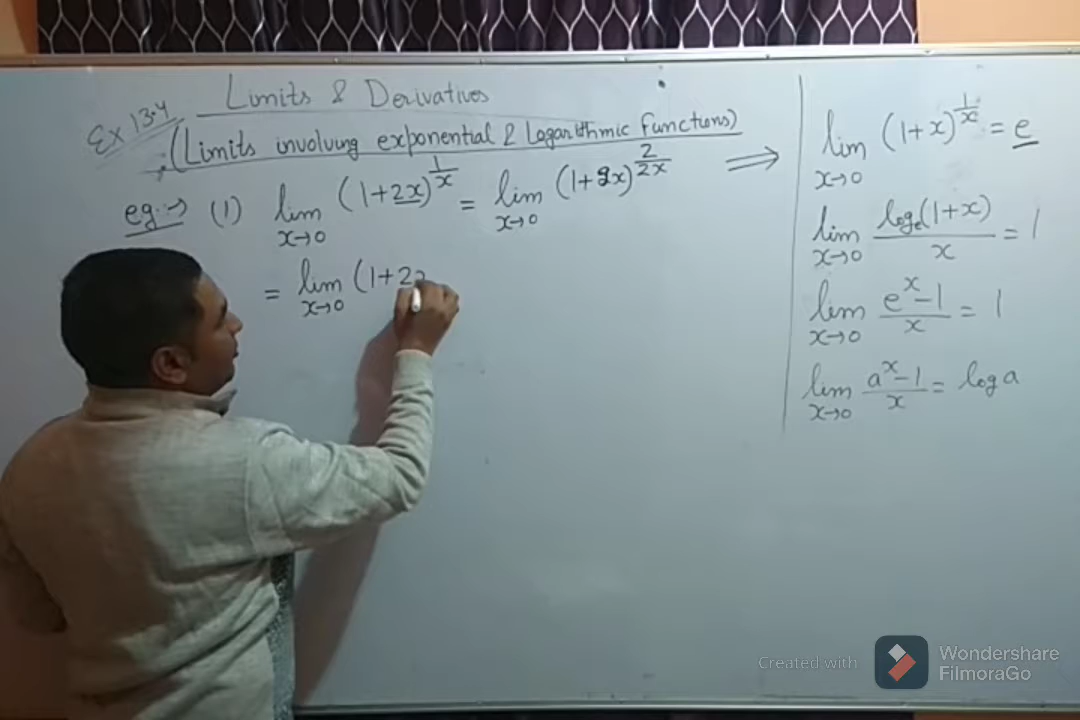 Ex 13.4
Limits & Derivatives
(Limits involving exponential & Logarithmic Functions)
eg:→ (1) lim x→0 (1+2x)^(1/x) = lim x→0 (1+2x)^(2/2x) ⇒
= lim x→0 (1+2x
lim x→0 (1+x)^(1/x) = e
lim x→0 logₑ(1+x)/x = 1
lim x→0 (e^x-1)/x = 1
lim x→0 (a^x-1)/x = log a
Created with
Wondershare
FilmoraGo